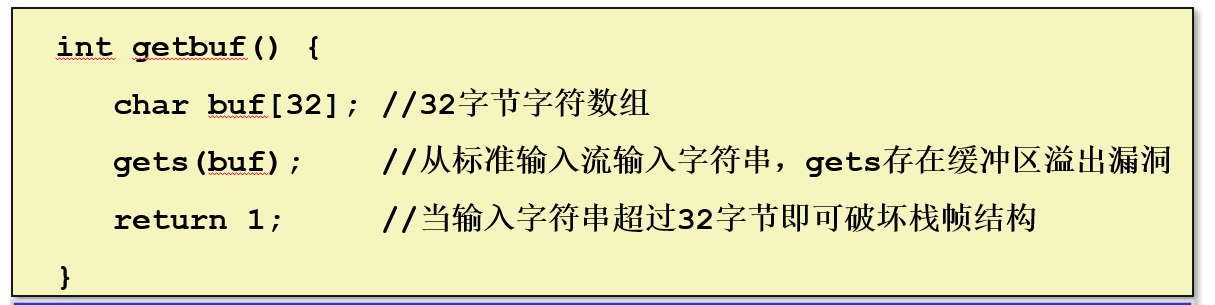 int getbuf() {
char buf[32]; //32字节字符数组
gets(buf); //从标准输入流输入字符串，gets存在缓冲区溢出漏洞
return 1; //当输入字符串超过32字节即可破坏栈帧结构
}